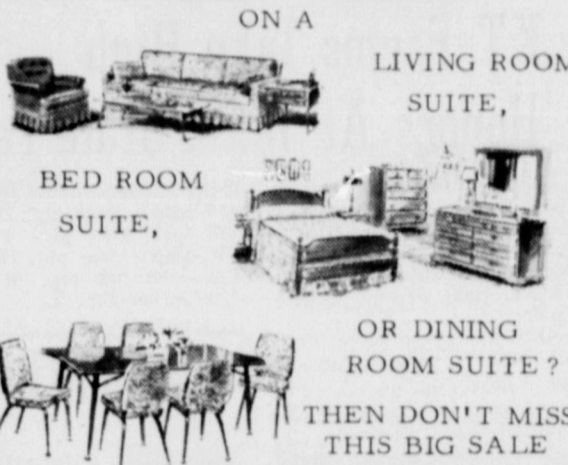 ON A
LIVING ROOM
SUITE,
BED ROOM
SUITE,
OR DINING
ROOM SUITE?
THEN DON'T MISS
THIS BIG SALE